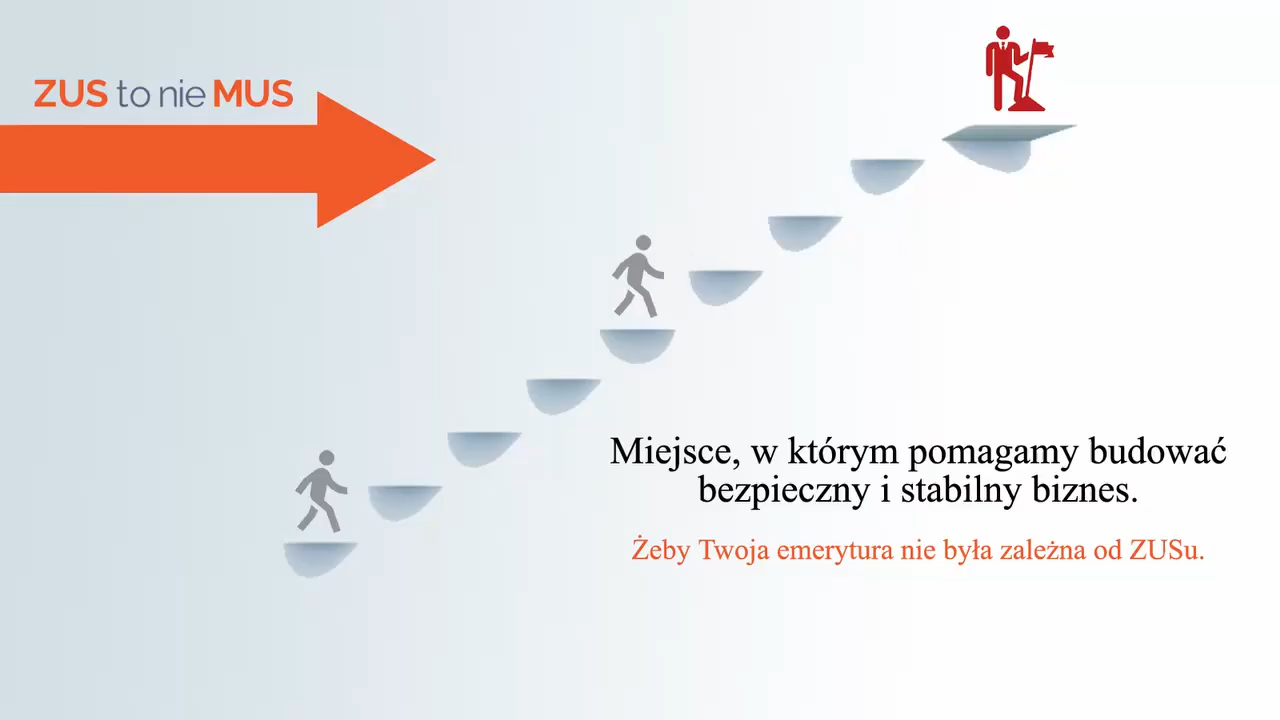 ZUS to nie MUS
Miejsce, w którym pomagamy budować
bezpieczny i stabilny biznes.
Żeby Twoja emerytura nie była zależna od ZUSu.